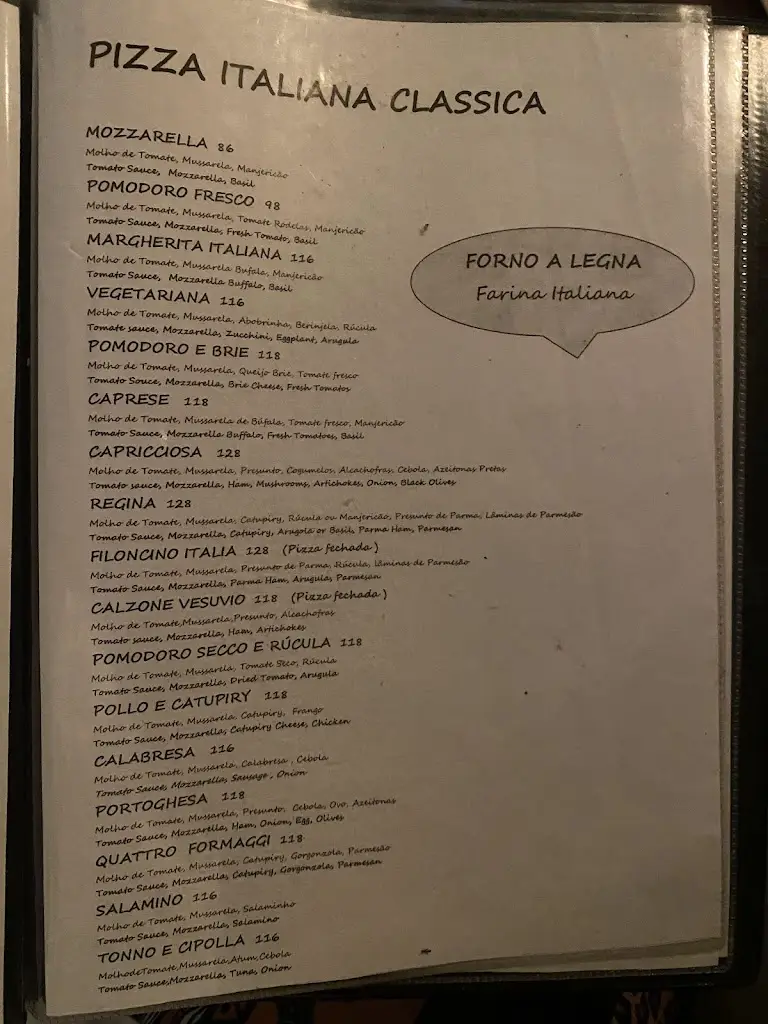 PIZZA ITALIANA CLASSICA
MOZZARELLA 86
Molho de Tomate, Mussarela, Manjericão
Tomato Sauce, Mozzarella, Basil
POMODORO FRESCO 98
Molho de Tomate, Mussarela, Tomate Rodelas, Manjericão
Tomato Sauce, Mozzarella, Fresh Tomato, Basil
MARGHERITA ITALIANA 116
Molho de Tomate, Mussarela Bufala, Manjericão
Tomato Sauce, Mozzarella Buffalo, Basil
FORNO A LEGNA
Farina Italiana
VEGETARIANA 116
Molho de Tomate, Mussarela, Abobrinha, Berinjela, Rúcula
Tomate sauce, Mozzarella, Zucchini, Eggplant, Arugula
POMODORO E BRIE 118
Molho de Tomate, Mussarela, Queijo Brie, Tomate fresco
Tomato Souce, Mozzarella, Brie Cheese, Fresh Tomatos
CAPRESE 118
Molho de Tomate, Mussarela de Búfala, Tomate fresco, Manjericão
Tomato Sauce, Mozzarella Buffalo, Fresh Tomatoes, Basil
CAPRICCIOSA 128
Molho de Tomate, Mussarela, Presunto, Cogumelos, Alcachofras, Cebola, Azeitonas Pretas
Tomato sauce, Mozzarella, Ham, Mushrooms, Artichokes, Onion, Black Olives
REGINA 128
Molho de Tomate, Mussarela, Catupiry, Rúcula ou Manjericão, Presunto de Parma, Lâminas de Parmesão
Tomato Sauce, Mozzarella, Catupiry, Arugola or Basil, Parma Ham, Parmesan
FILONCINO ITALIA 128 (Pizza fechada)
Molho de Tomate, Mussarela, Presunto de Parma, Rúcula, lâminas de Parmesão
Tomato Sauce, Mozzarella, Parma Ham, Arugula, Parmesan
CALZONE VESUVIO 118 (Pizza fechada)
Molho de Tomate,Mussarela,Presunto, Alcachofras
Tomato sauce, Mozzarella, Ham, Artichokes
POMODORO SECCO E RÚCULA 118
Molho de Tomate, Mussarela, Tomate Seco, Rúcula
Tomato Sauce, Mozzarella, Dried Tomato, Arugula
POLLO E CATUPIRY 118
Molho de Tomate, Mussarela, Catupiry, Frango
Tomato Sauce, Mozzarella, Catupiry Cheese, Chicken
CALABRESA 116
Molho de Tomate, Mussarela, Calabresa , Cebola
Tomato Sauce, Mozzarella, Sausage , Onion
PORTOGHESA 118
Molho de Tomate, Mussarela, Presunto, Cebola, Ovo, Azeitonas
Tomato Sauce, Mozzarella, Ham, Onion, Egg, Olives
QUATTRO FORMAGGI 118
Molho de Tomate, Mussarela, Catupiry, Gorgonzola, Parmesão
Tomato Sauce, Mozzarella, Catupiry, Gorgonzola, Parmesan
SALAMINO 116
Molho de Tomate, Mussarela, Salaminho
Tomato Sauce, Mozzarella, Salamino
TONNO E CIPOLLA 116
MolhodeTomate,Mussarela,Atum,Cebola
Tomato Sauce,Mozzarella, Tuna, Onion